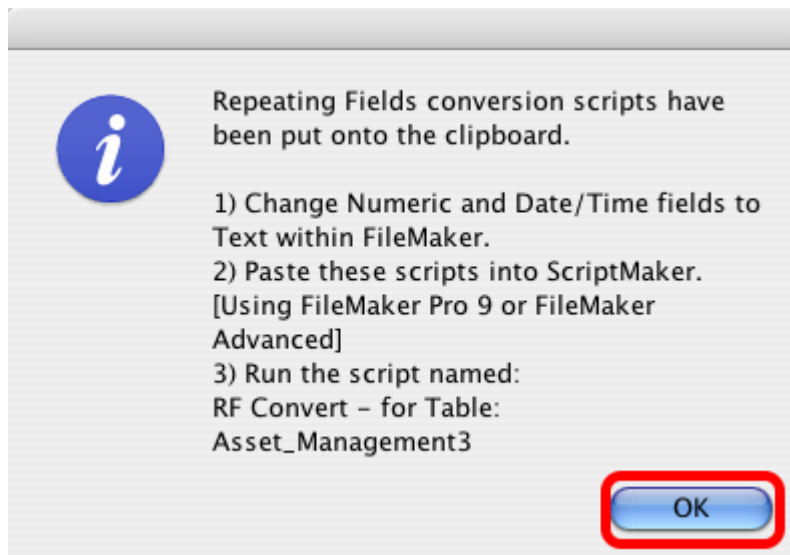 Repeating Fields conversion scripts have
been put onto the clipboard.
1) Change Numeric and Date/Time fields to
Text within FileMaker.
2) Paste these scripts into ScriptMaker.
[Using FileMaker Pro 9 or FileMaker
Advanced]
3) Run the script named:
RF Convert – for Table:
Asset_Management3
OK